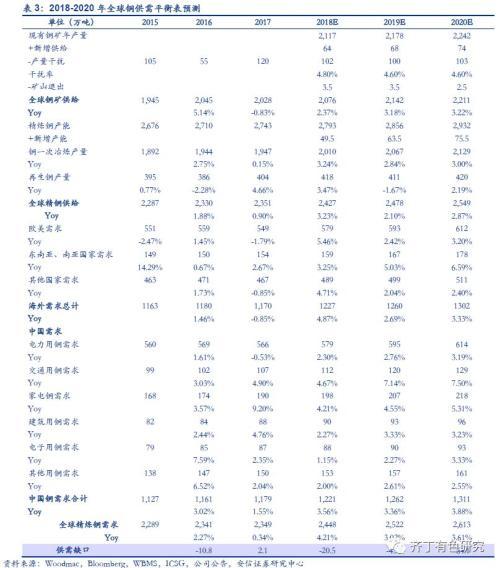 表 3：2018-2020 年全球铜供需平衡表预测
单位（万吨） 2015 2016 2017 2018E 2019E 2020E
现有铜矿年产量 2,117 2,178 2,242
+新增供给 64 68 74
-产量干扰 105 55 120 102 100 103
干扰率 4.80% 4.60% 4.60%
-矿山退出 3.5 3.5 2.5
全球铜矿供给 1,945 2,045 2,028 2,076 2,142 2,211
Yoy 5.14% -0.83% 2.37% 3.18% 3.22%
精炼铜产能 2,676 2,710 2,743 2,793 2,856 2,932
+新增产能 49.5 63.5 75.5
铜一次冶炼产量 1,892 1,944 1,947 2,010 2,067 2,129
Yoy 2.75% 0.15% 3.24% 2.84% 3.00%
再生铜产量 395 386 404 418 411 420
Yoy 0.77% -2.28% 4.66% 3.47% -1.67% 2.19%
全球精铜供给 2,287 2,330 2,351 2,427 2,478 2,549
Yoy 1.88% 0.90% 3.23% 2.10% 2.87%
欧美需求 551 559 549 579 593 612
Yoy -2.47% 1.45% -1.79% 5.46% 2.42% 3.20%
东南亚、南亚国家需求 149 150 154 159 167 178
Yoy 14.29% 0.67% 2.67% 3.25% 5.03% 6.59%
其他国家需求 463 471 467 489 499 511
Yoy 1.73% -0.85% 4.71% 2.04% 2.40%
海外需求总计 1163 1180 1,170 1227 1260 1302
Yoy 1.46% -0.85% 4.87% 2.69% 3.33%
中国需求
电力用铜需求 560 569 566 579 595 614
Yoy 1.61% -0.53% 2.30% 2.76% 3.19%
交通用铜需求 99 102 107 112 120 129
Yoy 3.03% 4.90% 4.67% 7.14% 7.50%
家电铜需求 168 174 190 198 207 218
Yoy 3.57% 9.20% 4.21% 4.55% 5.31%
建筑用铜需求 82 84 88 90 93 96
Yoy 2.44% 4.76% 2.27% 3.33% 3.23%
电子用铜需求 79 85 87 88 90 93
Yoy 7.59% 2.35% 1.15% 2.27% 3.33%
其他用铜需求 138 147 150 153 157 161
Yoy 6.52% 2.04% 2.00% 2.61% 2.55%
中国铜需求合计 1,127 1,161 1,179 1,221 1,262 1,311
Yoy 3.02% 1.55% 3.56% 3.36% 3.88%
全球精炼铜需求 2,289 2,341 2,349 2,448 2,522 2,613
Yoy 2.27% 0.34% 4.21% 3.61%
供需缺口 -10.8 2.1 -20.5
资料来源：Woodmac，Bloomberg，WBMS，ICSG，公司公告，安信证券研究中心
齐丁有色研究